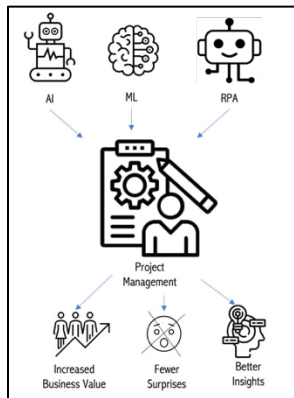 AI ML RPA
Project
Management
Increased
Business Value
Fewer
Surprises
Better
Insights